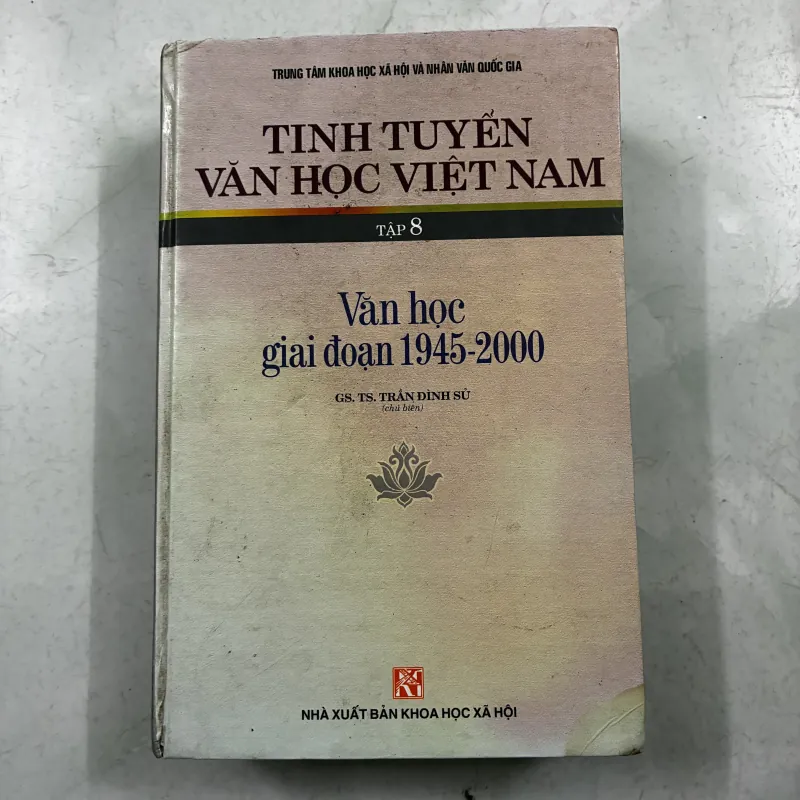 TRUNG TÂM KHOA HỌC XÃ HỘI VÀ NHÂN VĂN QUỐC GIA
TINH TUYỂN
VĂN HỌC VIỆT NAM
TẬP 8
Văn học
giai đoạn 1945-2000
GS. TS. TRẦN ĐÌNH SỬ
(chủ biên)
NHÀ XUẤT BẢN KHOA HỌC XÃ HỘI